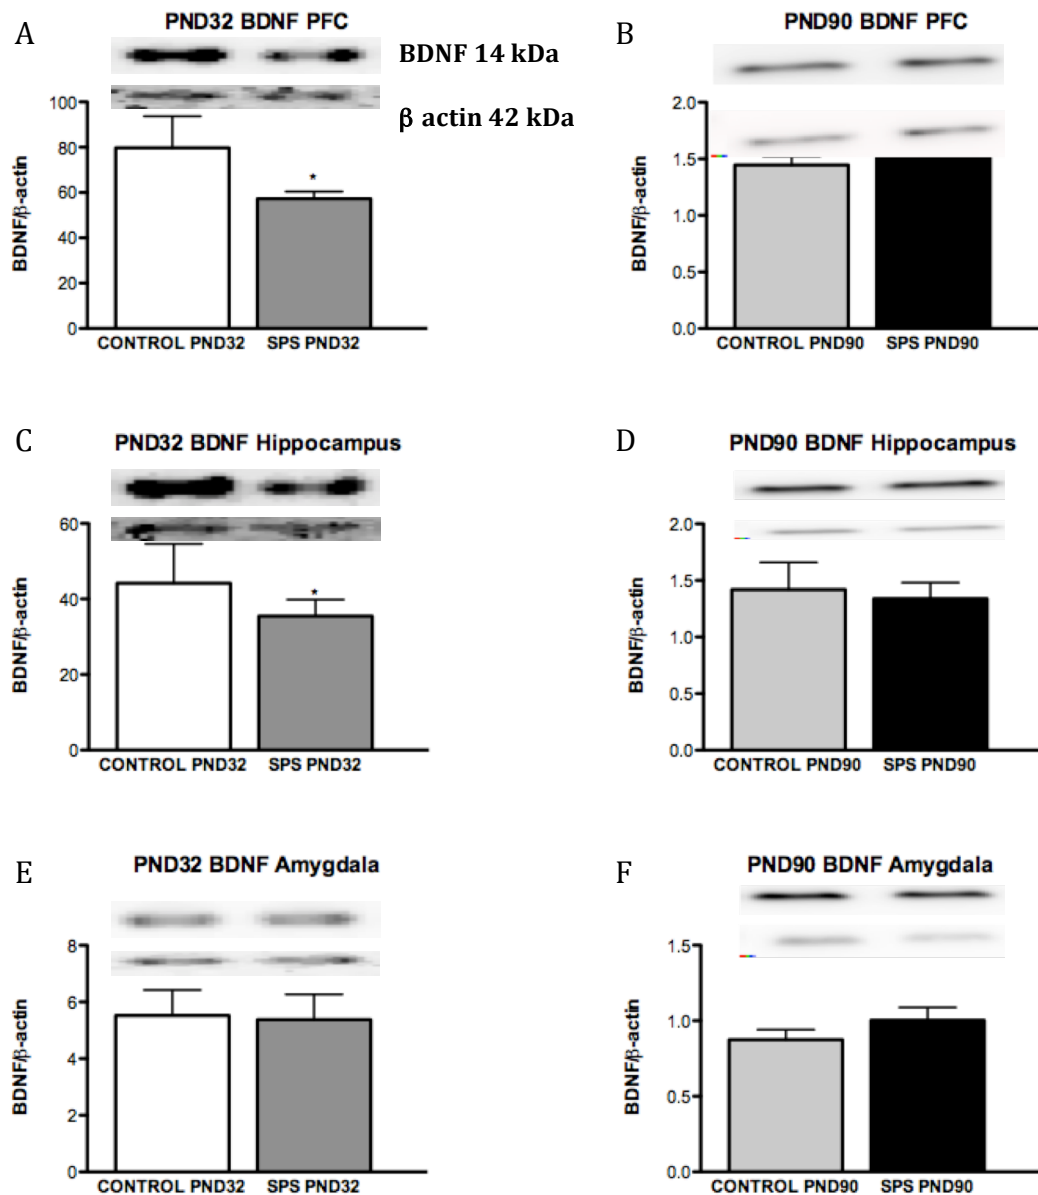 A
PND32 BDNF PFC
BDNF 14 kDa
β actin 42 kDa
BDNF/β-actin
100
80
60
40
20
0
*
CONTROL PND32
SPS PND32
B
PND90 BDNF PFC
BDNF/β-actin
2.0
1.5
1.0
0.5
0.0
CONTROL PND90
SPS PND90
C
PND32 BDNF Hippocampus
BDNF/β-actin
60
40
20
0
*
CONTROL PND32
SPS PND32
D
PND90 BDNF Hippocampus
BDNF/β-actin
2.0
1.5
1.0
0.5
0.0
CONTROL PND90
SPS PND90
E
PND32 BDNF Amygdala
BDNF/β-actin
8
6
4
2
0
CONTROL PND32
SPS PND32
F
PND90 BDNF Amygdala
BDNF/β-actin
1.5
1.0
0.5
0.0
CONTROL PND90
SPS PND90